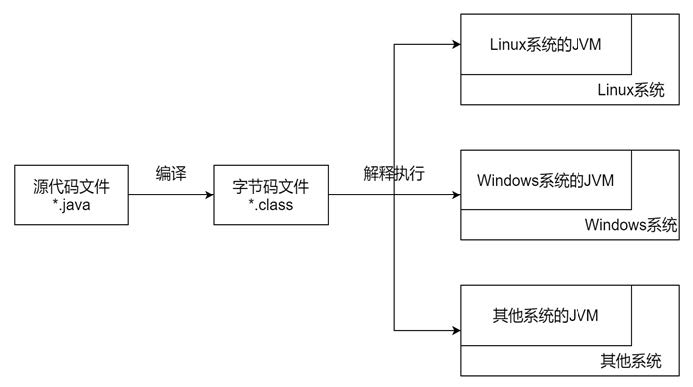 Linux系统的JVM
Linux系统
源代码文件
*.java
编译
字节码文件
*.class
解释执行
Windows系统的JVM
Windows系统
其他系统的JVM
其他系统